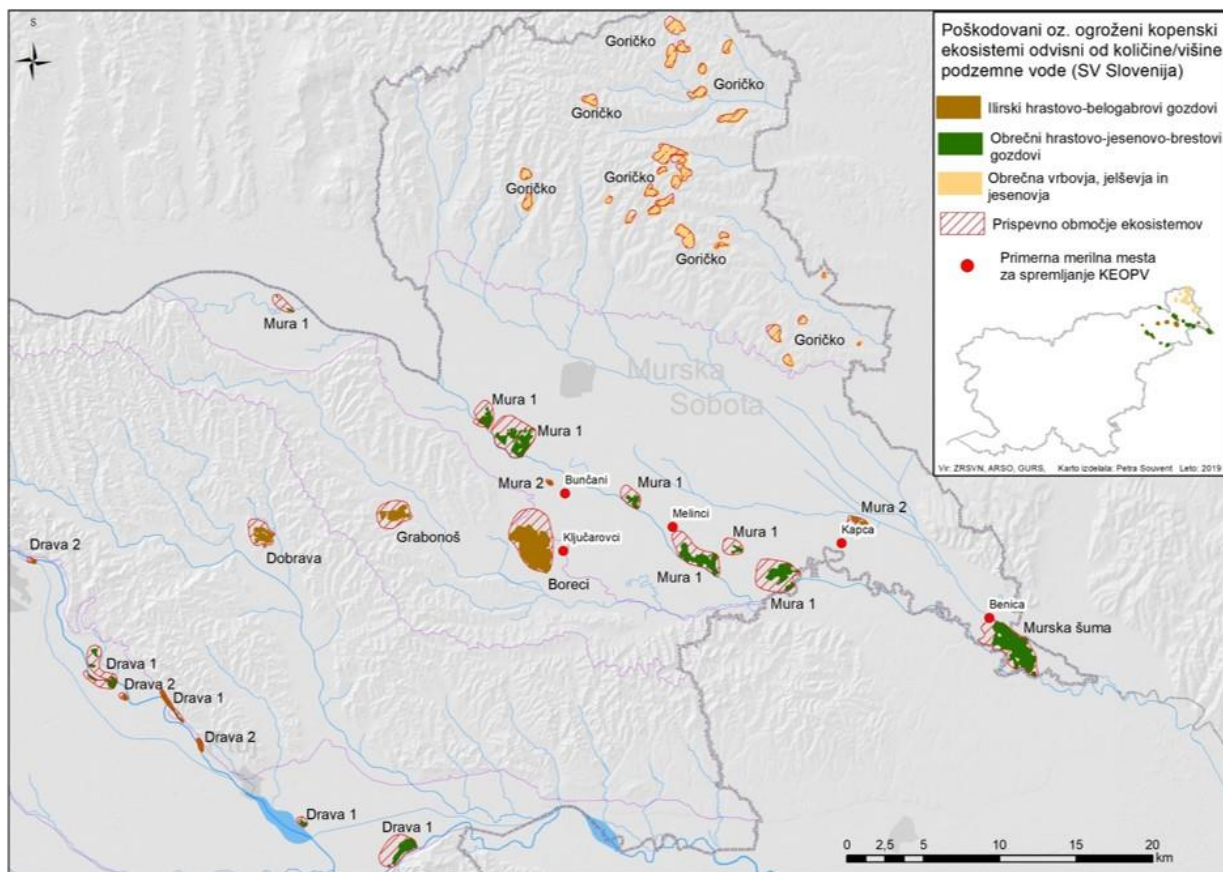 S
Poškodovani oz. ogroženi kopenski
ekosistemi odvisni od količine/višine
podzemne vode (SV Slovenija)
Ilirski hrastovo-belogabrovi gozdovi
Obrečni hrastovo-jesenovo-brestovi
gozdovi
Obrečna vrbovja, jelševja in
jesenovja
Prispevno območje ekosistemov
Primerna merilna mesta
za spremljanje KEOPV
Vir: ZRSVN, ARSO, GURS, Karto izdelala: Petra Souvent Leto: 2019
Goričko
Goričko
Goričko
Goričko
Goričko
Goričko
Goričko
Mura 1
Murska
Sobota
Mura 1
Mura 1
Mura 2
Bunčani
Mura 1
Melinci
Mura 1
Mura 2
Kapca
Grabonoš
Ključarovci
Dobrava
Drava 2
Boreci
Mura 1
Mura 1
Benica
Murska šuma
Drava 1
Drava 2
Drava 1
Drava 2
Drava 1
Drava 1
0 2,5 5 10 15 20
km